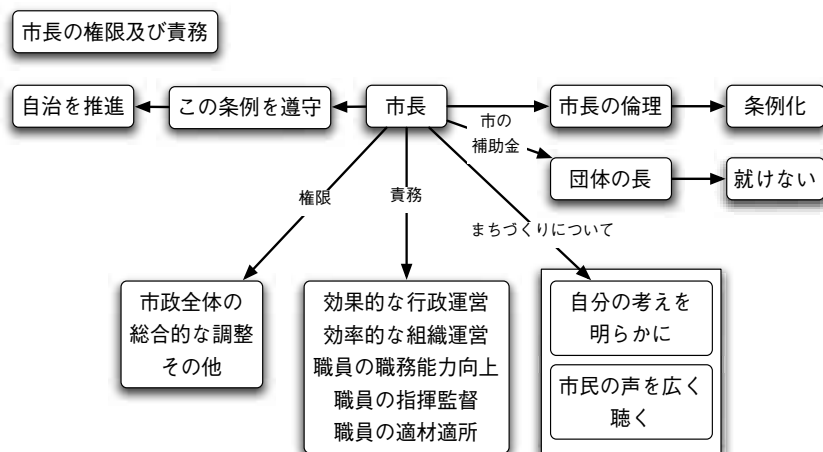 市長の権限及び責務
自治を推進
この条例を遵守
市長
市長の倫理
条例化
市の
補助金
団体の長
就けない
権限
責務
まちづくりについて
市政全体の
総合的な調整
その他
効果的な行政運営
効率的な組織運営
職員の職務能力向上
職員の指揮監督
職員の適材適所
自分の考えを
明らかに
市民の声を広く
聴く